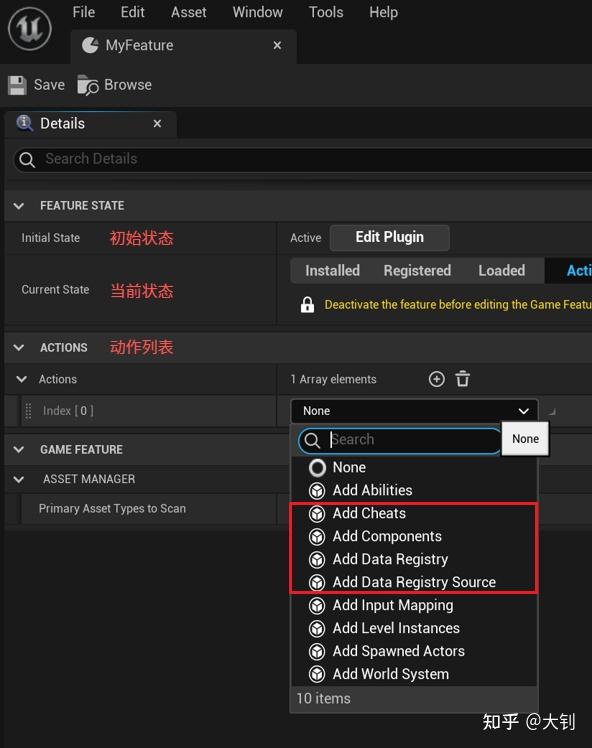 File Edit Asset Window Tools Help
MyFeature
Save Browse
Details
Search Details
FEATURE STATE
Initial State 初始状态 Active Edit Plugin
Installed Registered Loaded Acti
Current State 当前状态
Deactivate the feature before editing the Game Featu
ACTIONS 动作列表
Actions 1 Array elements
Index [ 0 ] None
Search None
GAME FEATURE
None
ASSET MANAGER
Add Abilities
Primary Asset Types to Scan
Add Cheats
Add Components
Add Data Registry
Add Data Registry Source
Add Input Mapping
Add Level Instances
Add Spawned Actors
Add World System
10 items
知乎 @大钊